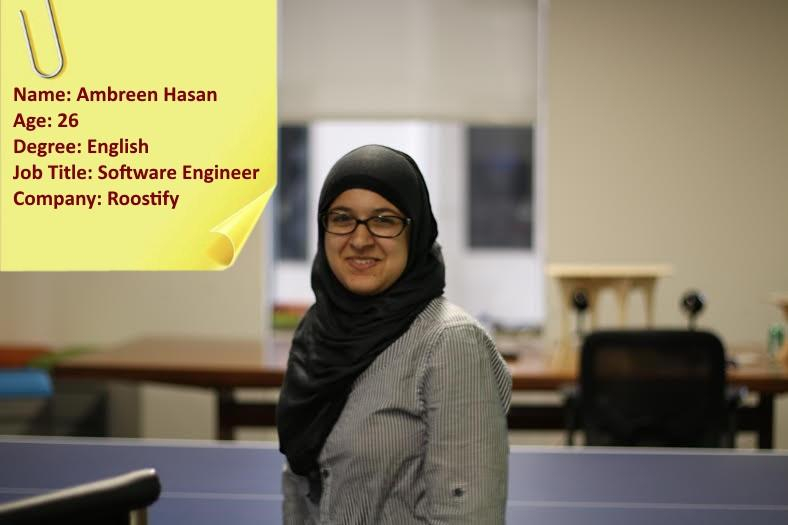 Name: Ambreen Hasan
Age: 26
Degree: English
Job Title: Software Engineer
Company: Roostify